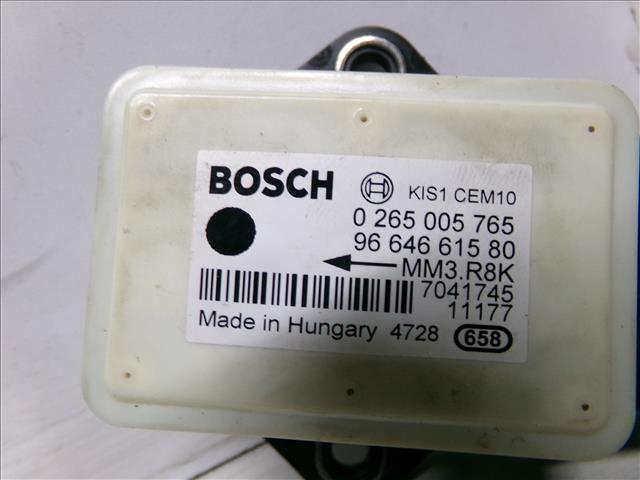 BOSCH KIS1 CEM10
0 265 005 765
96 646 615 80
MM3.R8K
7041745
11177
Made in Hungary 4728 658